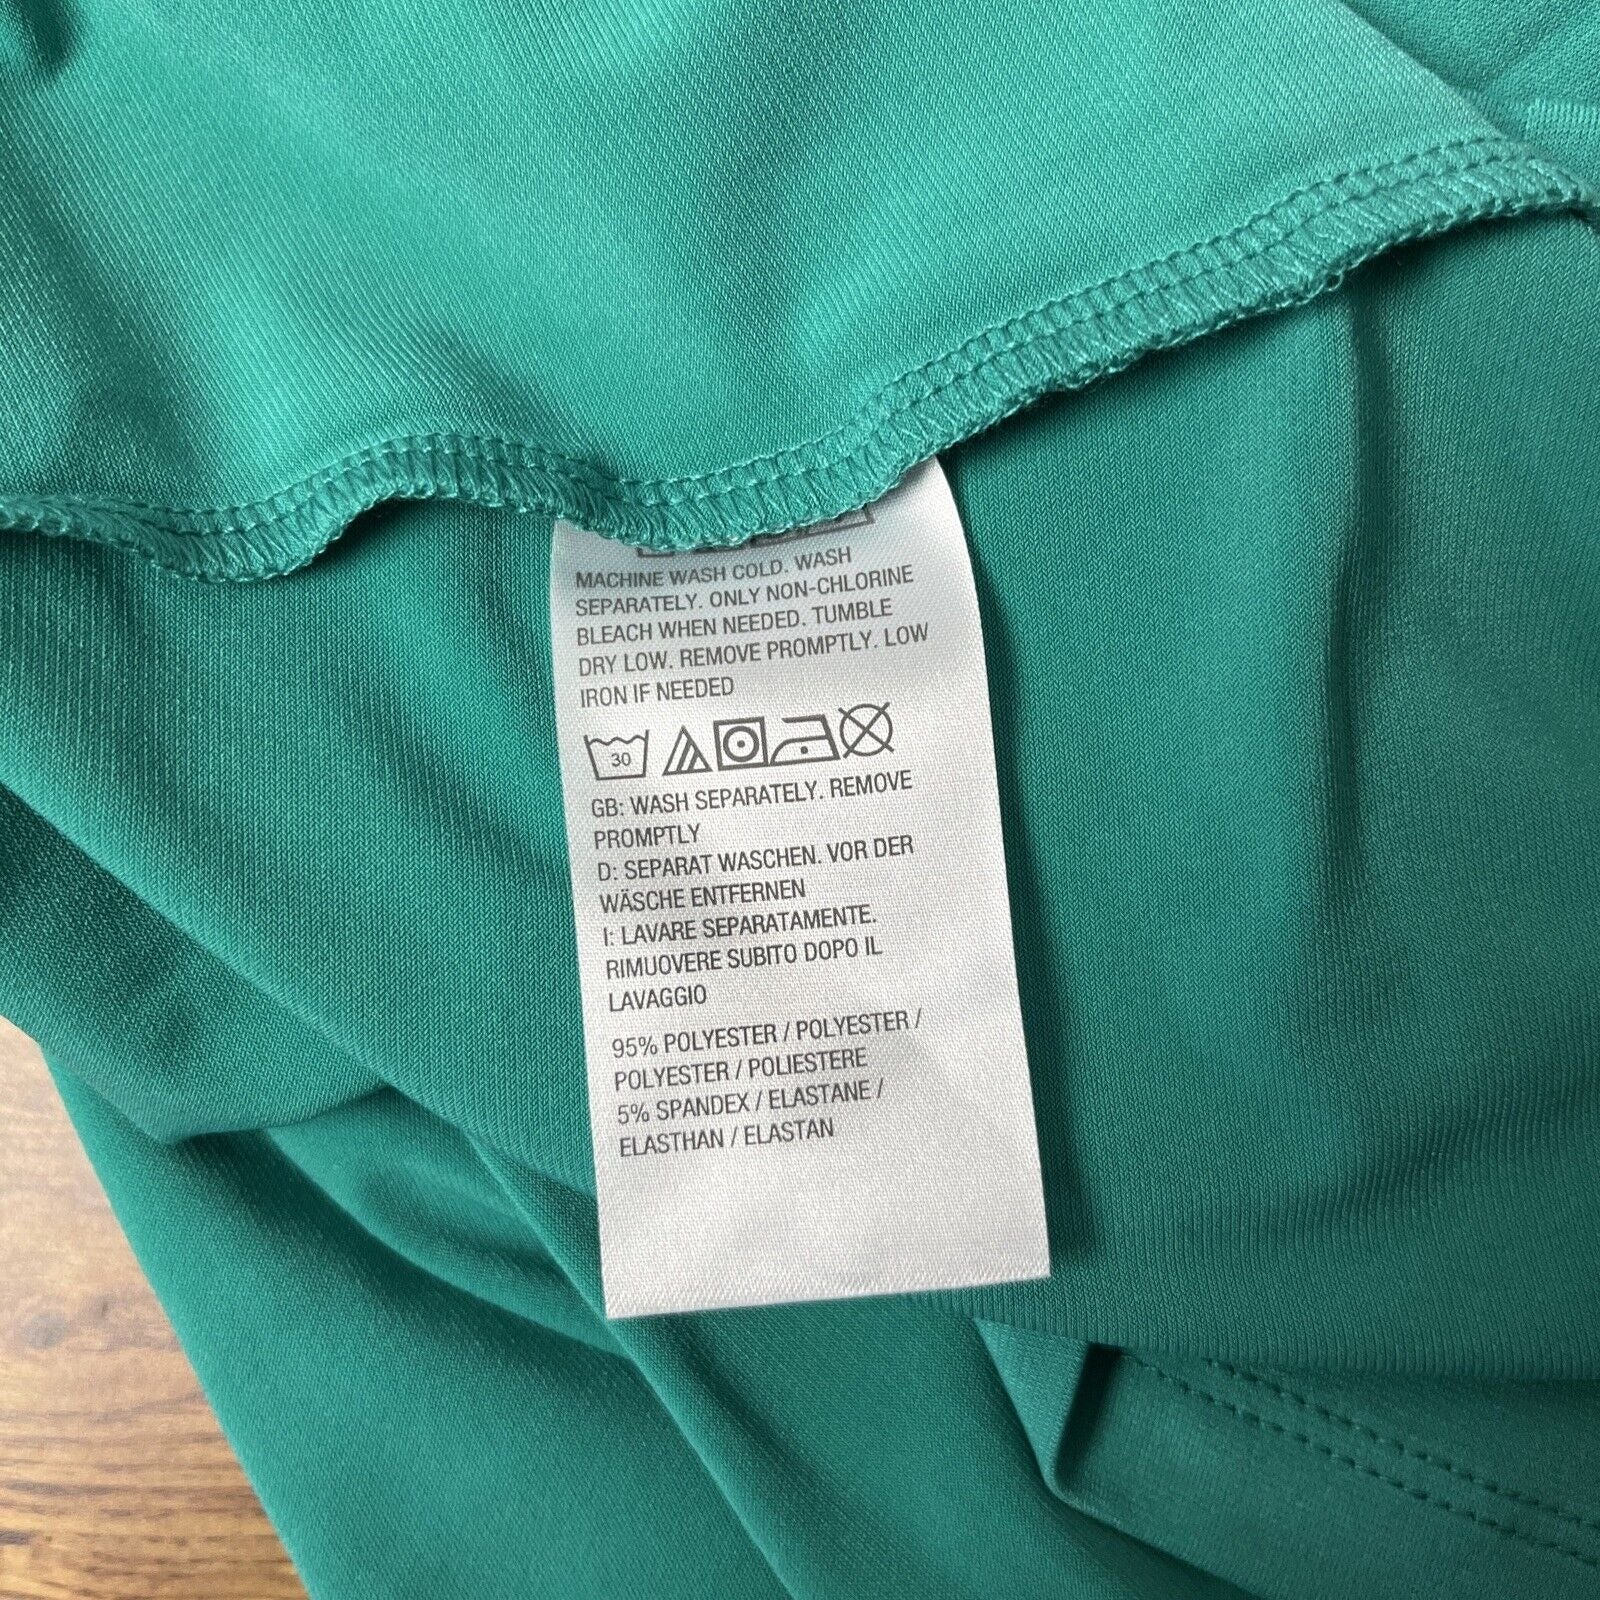 MACHINE WASH COLD. WASH
SEPARATELY. ONLY NON-CHLORINE
BLEACH WHEN NEEDED. TUMBLE
DRY LOW. REMOVE PROMPTLY. LOW
IRON IF NEEDED
30
GB: WASH SEPARATELY. REMOVE
PROMPTLY
D: SEPARAT WASCHEN. VOR DER
WÄSCHE ENTFERNEN
I: LAVARE SEPARATAMENTE.
RIMUOVERE SUBITO DOPO IL
LAVAGGIO
95% POLYESTER / POLYESTER /
POLYESTER / POLIESTERE
5% SPANDEX / ELASTANE /
ELASTHAN / ELASTAN